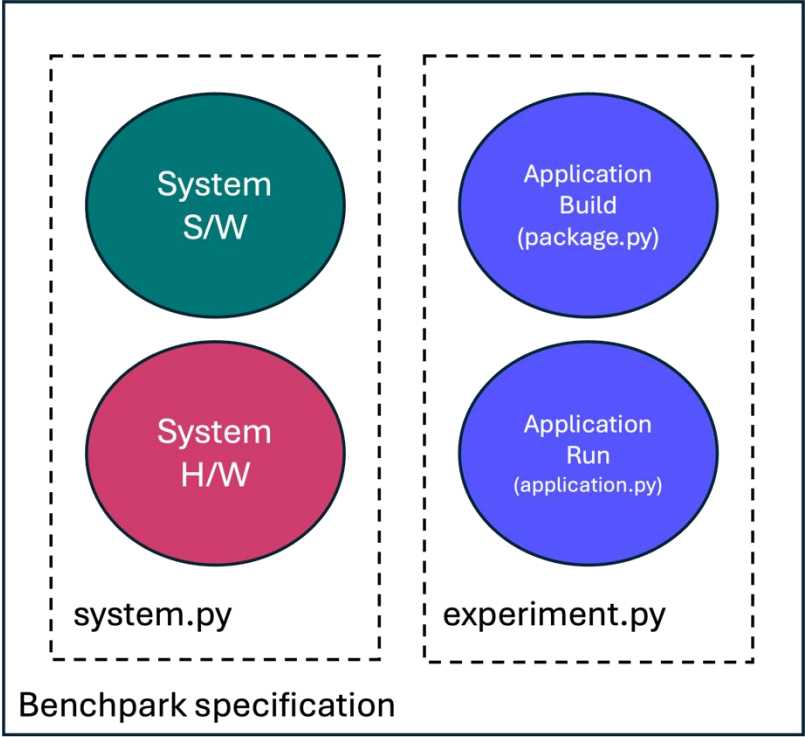 System
S/W
System
H/W
system.py
Application
Build
(package.py)
Application
Run
(application.py)
experiment.py
Benchpark specification